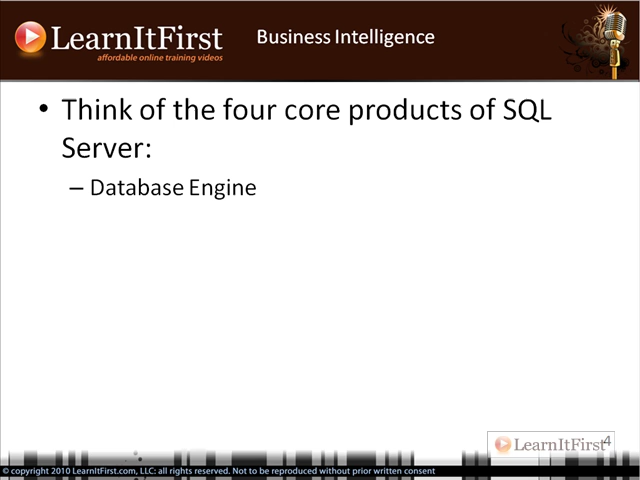 LearnItFirst
affordable online training videos
Business Intelligence
• Think of the four core products of SQL
Server:
– Database Engine
LearnItFirst
4
© copyright 2010 LearnItFirst.com, LLC: all rights reserved. Not to be reproduced without prior written consent